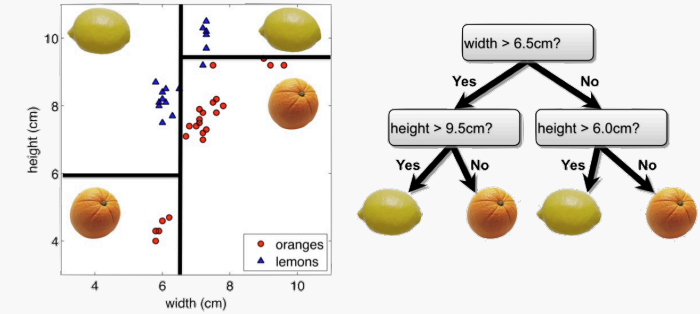 10
8
6
4
height (cm)
4 6 8 10
width (cm)
oranges
lemons
width > 6.5cm?
Yes No
height > 9.5cm? height > 6.0cm?
Yes No Yes No